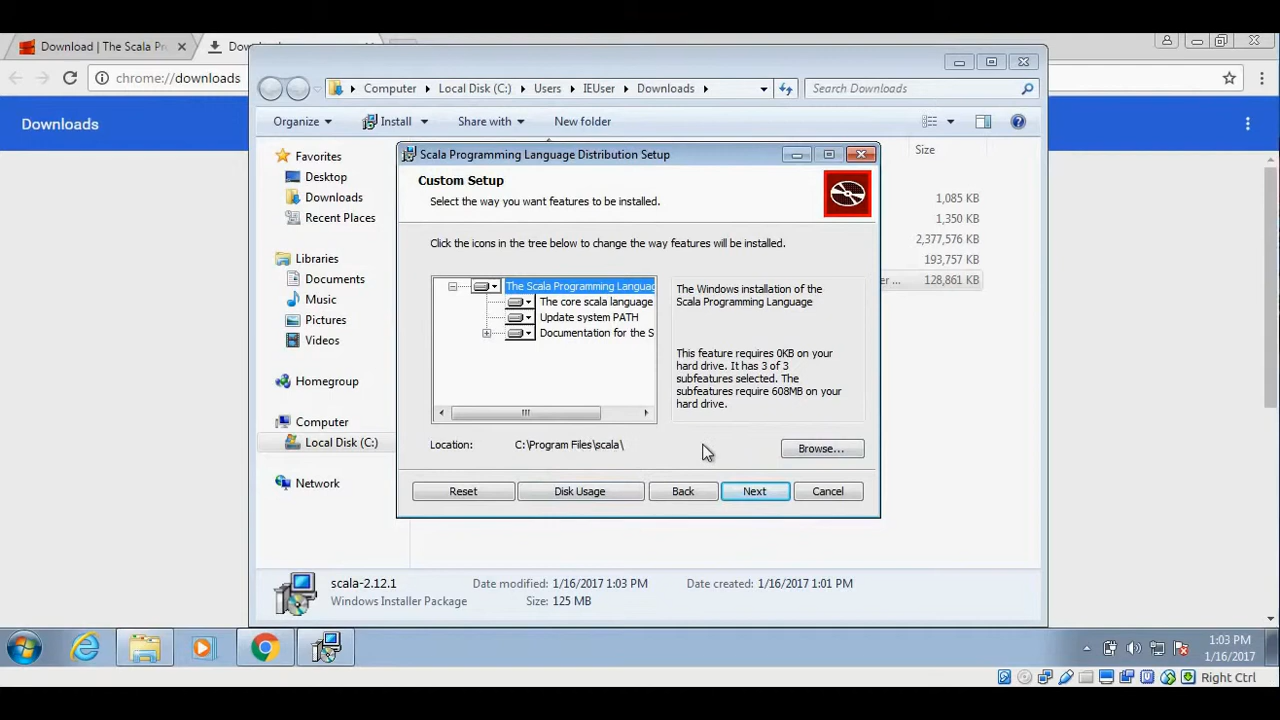 Download | The Scala Pr
Dow
chrome://downloads
Downloads
Computer
Local Disk (C:)
Users
IEUser
Downloads
Search Downloads
Organize
Install
Share with
New folder
Favorites
Desktop
Downloads
Recent Places
Libraries
Documents
Music
Pictures
Videos
Homegroup
Computer
Local Disk (C:)
Network
Size
1,085 KB
1,350 KB
2,377,576 KB
193,757 KB
er ...
128,861 KB
Scala Programming Language Distribution Setup
Custom Setup
Select the way you want features to be installed.
Click the icons in the tree below to change the way features will be installed.
The Scala Programming Languag
The core scala language
Update system PATH
Documentation for the S
The Windows installation of the
Scala Programming Language
This feature requires 0KB on your
hard drive. It has 3 of 3
subfeatures selected. The
subfeatures require 608MB on your
hard drive.
Location:
C:\Program Files\scala\
Browse...
Reset
Disk Usage
Back
Next
Cancel
scala-2.12.1
Date modified: 1/16/2017 1:03 PM
Date created: 1/16/2017 1:01 PM
Windows Installer Package
Size: 125 MB
1:03 PM
1/16/2017
Right Ctrl